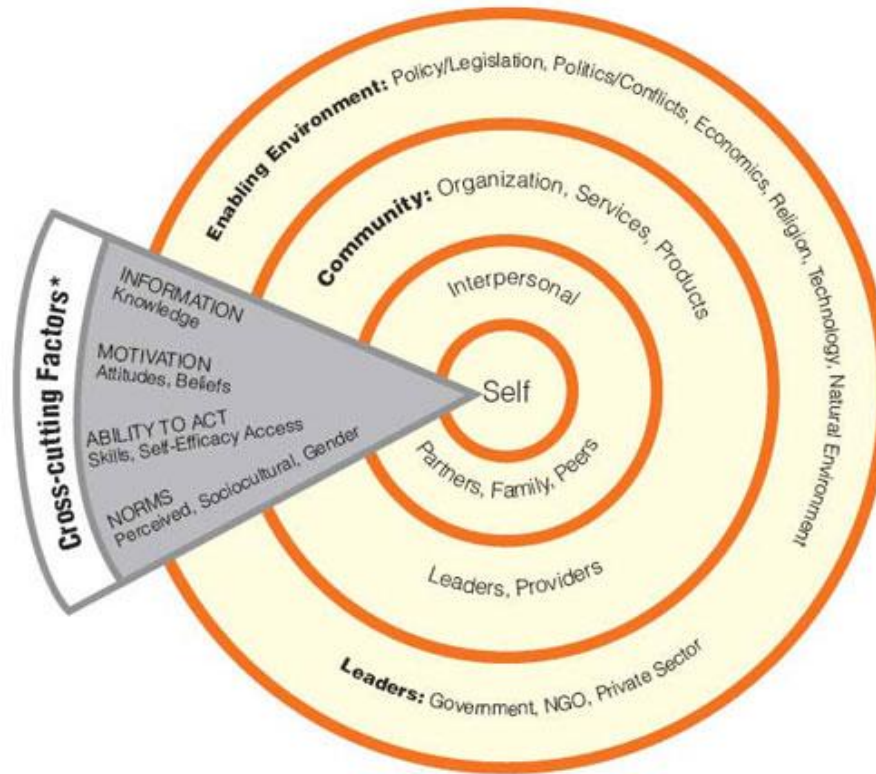 Enabling Environment: Policy/Legislation, Politics/Conflicts, Economics, Religion, Technology, Natural Environment
Community: Organization, Services, Products
Interpersonal
Self
Partners, Family, Peers
Leaders, Providers
Leaders: Government, NGO, Private Sector
Cross-cutting Factors*
INFORMATION
Knowledge
MOTIVATION
Attitudes, Beliefs
ABILITY TO ACT
Skills, Self-Efficacy Access
NORMS
Perceived, Sociocultural, Gender